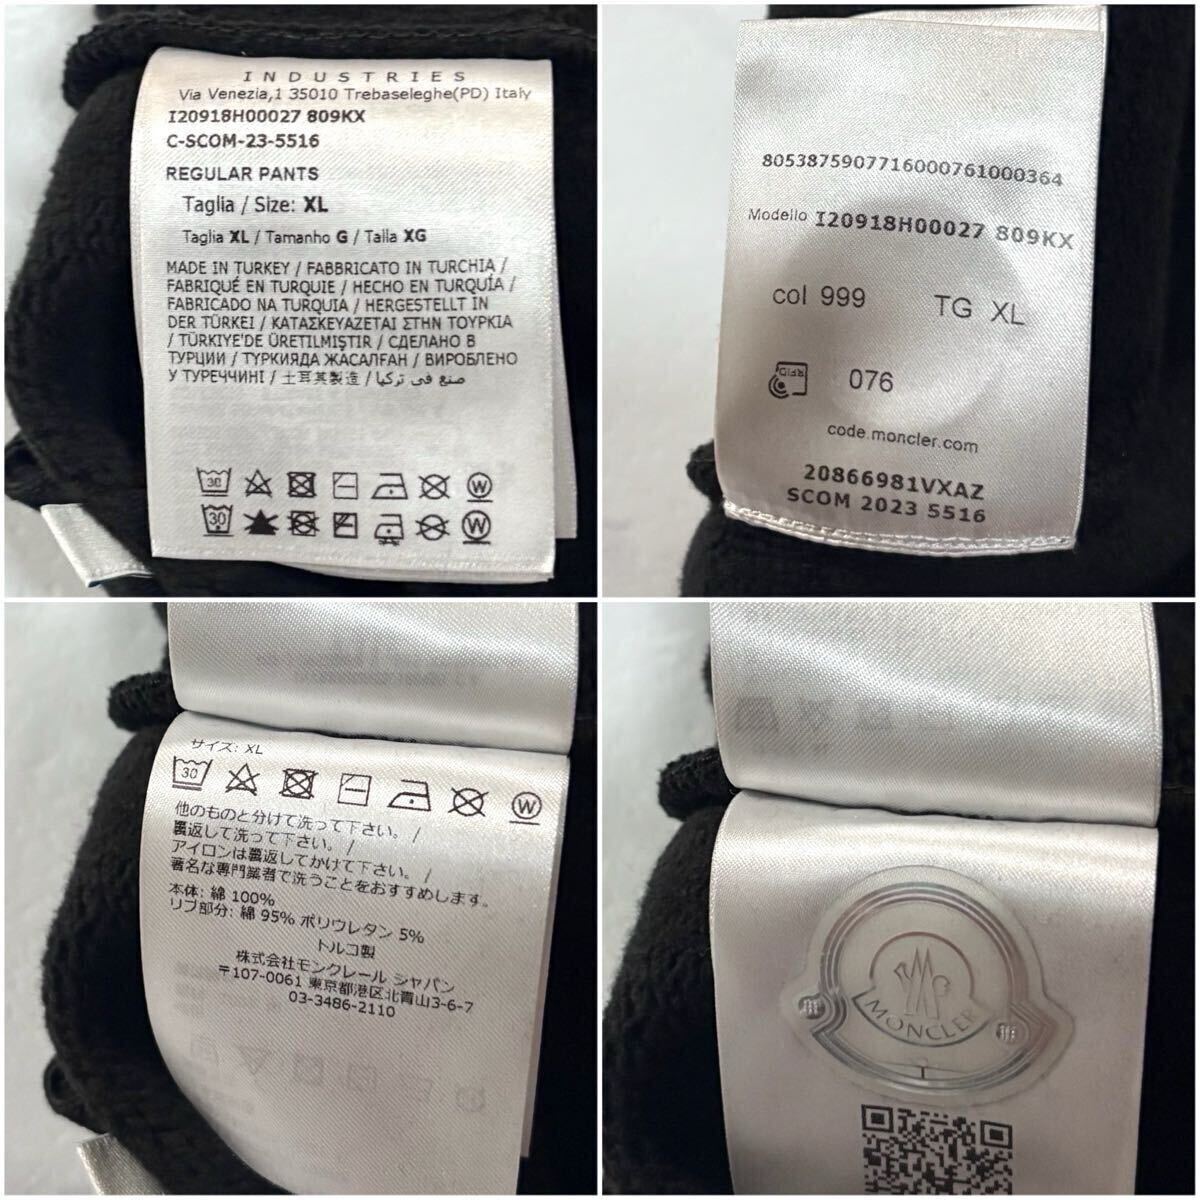 INDUSTRIES
Via Venezia,1 35010 Trebaseleghe(PD) Italy
I20918H00027 809KX
C-SCOM-23-5516
REGULAR PANTS
Taglia / Size: XL
Taglia XL / Tamanho G / Talla XG
MADE IN TURKEY / FABBRICATO IN TURCHIA /
FABRIQUÉ EN TURQUIE / HECHO EN TURQUÍA /
FABRICADO NA TURQUIA / HERGESTELLT IN
DER TÜRKEI / ΚΑΤΑΣΚΕΥΑΖΕΤΑΙ ΣΤΗΝ ΤΟΥΡΚΙΑ
/ TÜRKİYE'DE ÜRETILMIŞTIR / СДЕЛАНО В
ТУРЦИИ / ТҮРКИЯДА ЖАСАЛҒАН / ВИРОБЛЕНО
У ТУРЕЧЧИНІ / 土耳其製造 / صنع في تركيا
30
W
30
W
8053875907716000761000364
Modello I20918H00027 809KX
col 999 TG XL
RFID 076
code.moncler.com
20866981VXAZ
SCOM 2023 5516
サイズ: XL
30
W
他のものと分けて洗って下さい。 /
裏返して洗って下さい。 /
アイロンは裏返してかけて下さい。 /
著名な専門業者で洗うことをおすすめします。
本体: 綿 100%
リブ部分: 綿 95% ポリウレタン 5%
トルコ製
株式会社モンクレール ジャパン
〒107-0061 東京都港区北青山3-6-7
03-3486-2110
MONCLER